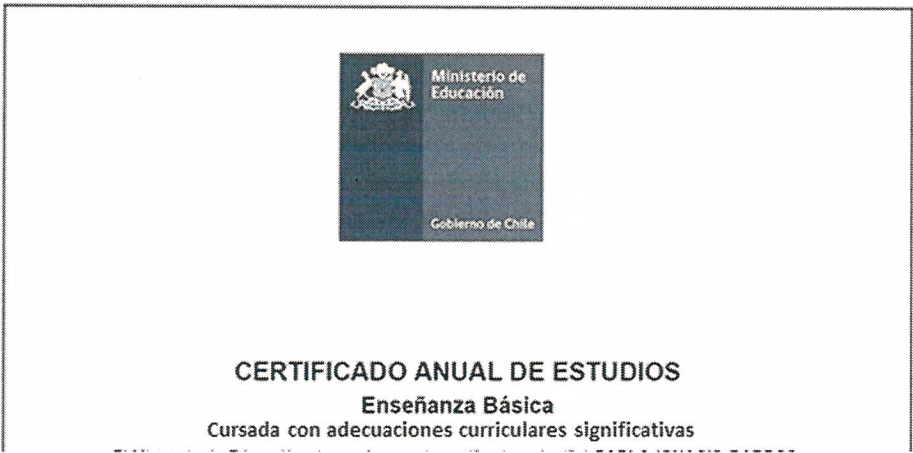 Ministerio de
Educación
Gobierno de Chile
CERTIFICADO ANUAL DE ESTUDIOS
Enseñanza Básica
Cursada con adecuaciones curriculares significativas